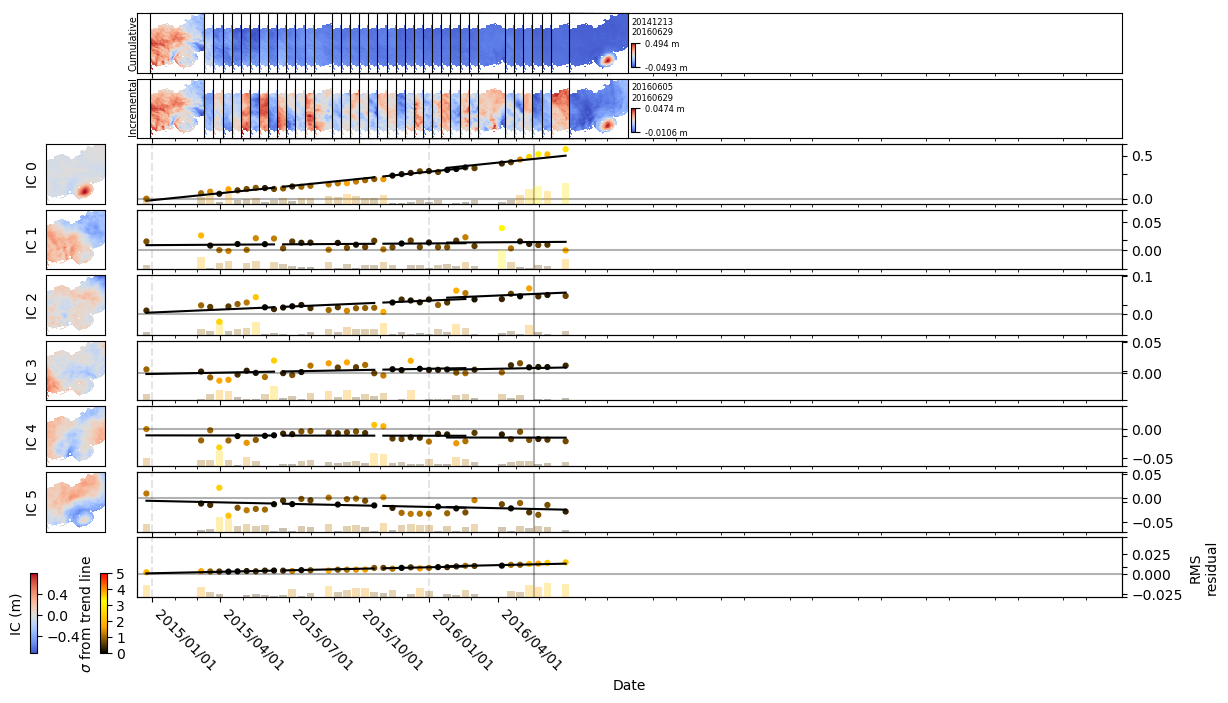 Cumulative
20141213
20160629
0.494 m
-0.0493 m
Incremental
20160605
20160629
0.0474 m
-0.0106 m
IC 0
0.5
0.0
IC 1
0.05
0.00
IC 2
0.1
0.0
IC 3
0.05
0.00
IC 4
0.00
−0.05
IC 5
0.05
0.00
−0.05
0.025
0.000
−0.025
RMS
residual
IC (m)
0.4
0.0
−0.4
σ from trend line
5
4
3
2
1
0
2015/01/01
2015/04/01
2015/07/01
2015/10/01
2016/01/01
2016/04/01
Date